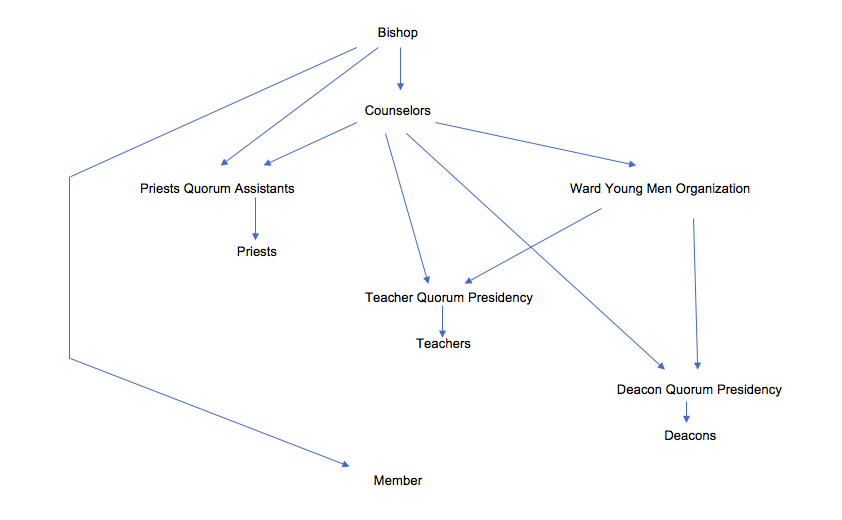 Bishop
Counselors
Priests Quorum Assistants
Ward Young Men Organization
Priests
Teacher Quorum Presidency
Teachers
Deacon Quorum Presidency
Deacons
Member